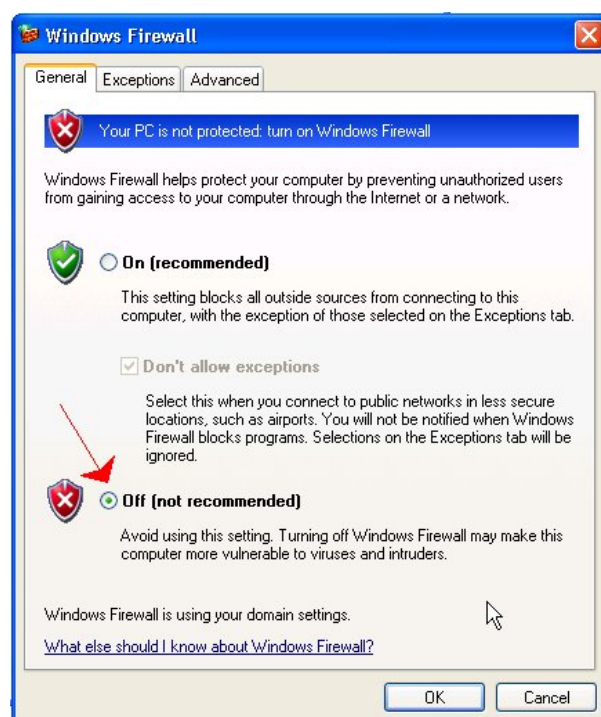 Windows Firewall
General Exceptions Advanced
Your PC is not protected: turn on Windows Firewall
Windows Firewall helps protect your computer by preventing unauthorized users
from gaining access to your computer through the Internet or a network.
On (recommended)
This setting blocks all outside sources from connecting to this
computer, with the exception of those selected on the Exceptions tab.
Don't allow exceptions
Select this when you connect to public networks in less secure
locations, such as airports. You will not be notified when Windows
Firewall blocks programs. Selections on the Exceptions tab will be
ignored.
Off (not recommended)
Avoid using this setting. Turning off Windows Firewall may make this
computer more vulnerable to viruses and intruders.
Windows Firewall is using your domain settings.
What else should I know about Windows Firewall?
OK Cancel